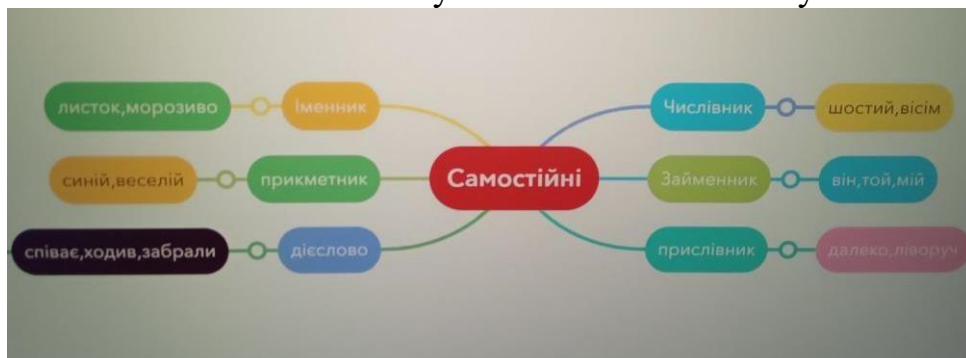 листок,морозиво
Іменник
Числівник
шостий,вісім
синій,веселій
прикметник
Самостійні
Займенник
він,той,мій
співає,ходив,забрали
дієслово
прислівник
далеко,ліворуч